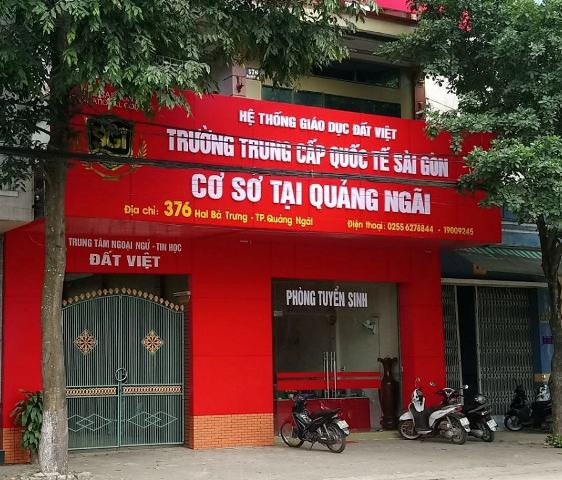 HỆ THỐNG GIÁO DỤC ĐẤT VIỆT
TRƯỜNG TRUNG CẤP QUỐC TẾ SÀI GÒN
CƠ SỞ TẠI QUẢNG NGÃI
Địa chỉ: 376 Hai Bà Trưng - TP Quảng Ngãi Điện thoại: 0255 6278844 - 19009245
TRUNG TÂM NGOẠI NGỮ - TIN HỌC
ĐẤT VIỆT
PHÒNG TUYỂN SINH